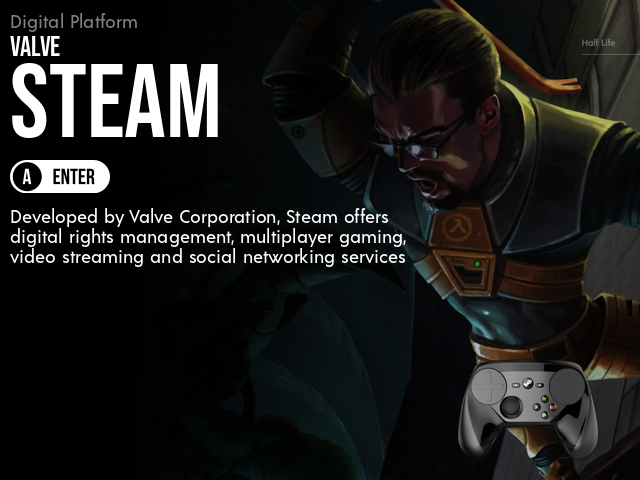 Digital Platform
VALVE
STEAM
A ENTER
Developed by Valve Corporation, Steam offers
digital rights management, multiplayer gaming,
video streaming and social networking services
Half Life